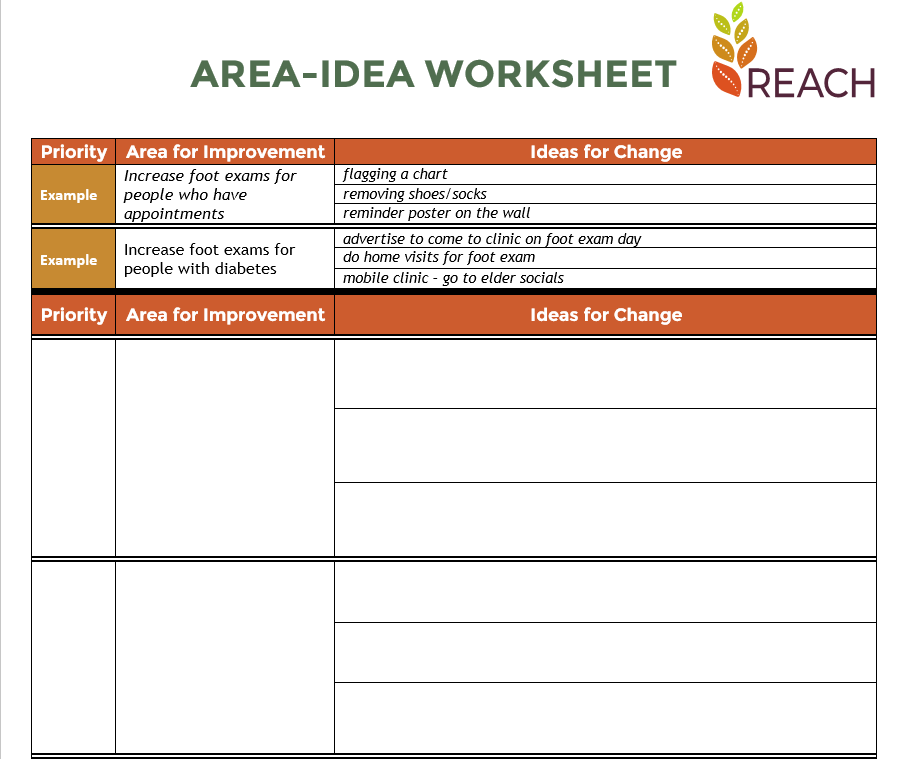 AREA-IDEA WORKSHEET
REACH
Priority Area for Improvement Ideas for Change
Example
Increase foot exams for
people who have
appointments
flagging a chart
removing shoes/socks
reminder poster on the wall
Example
Increase foot exams for
people with diabetes
advertise to come to clinic on foot exam day
do home visits for foot exam
mobile clinic - go to elder socials
Priority Area for Improvement Ideas for Change